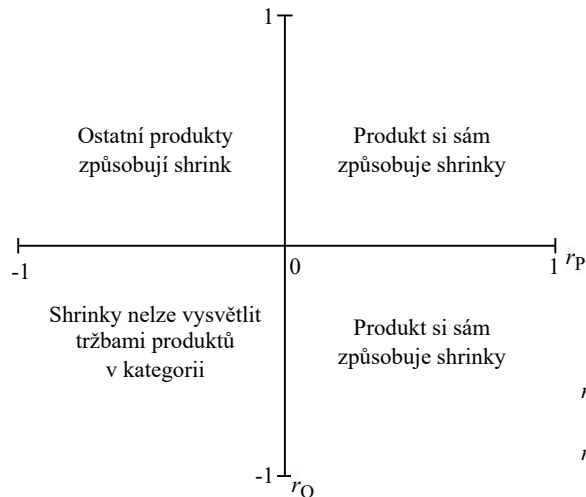 1
Ostatní produkty
způsobují shrink
Produkt si sám
způsobuje shrinky
-1
0
1
rP
Shrinky nelze vysvětlit
tržbami produktů
v kategorii
Produkt si sám
způsobuje shrinky
r
r
-1
rO